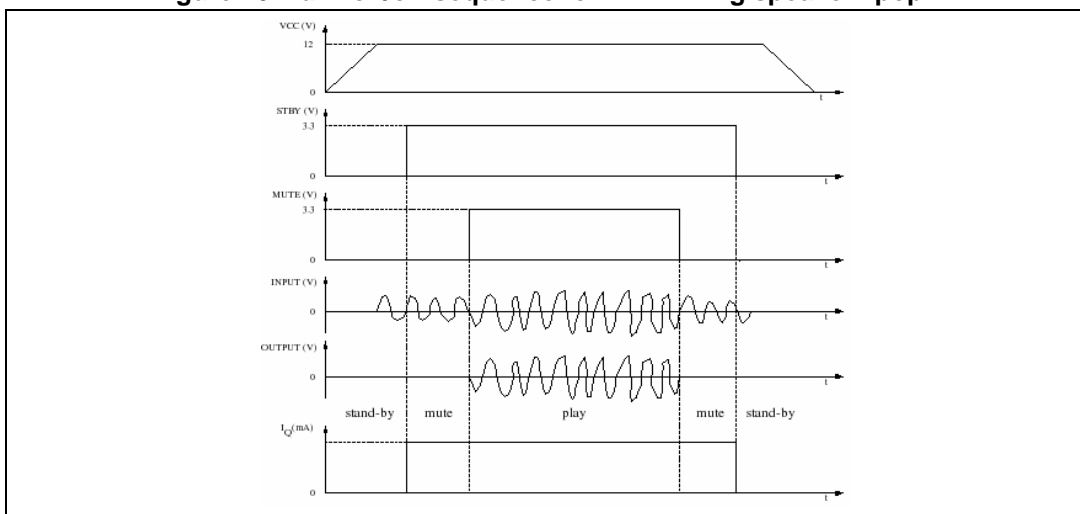 VCC (V)
12
0
t
STBY (V)
3.3
0
t
MUTE (V)
3.3
0
t
INPUT (V)
0
t
OUTPUT (V)
0
t
stand-by mute play mute stand-by
IQ(mA)
0
t